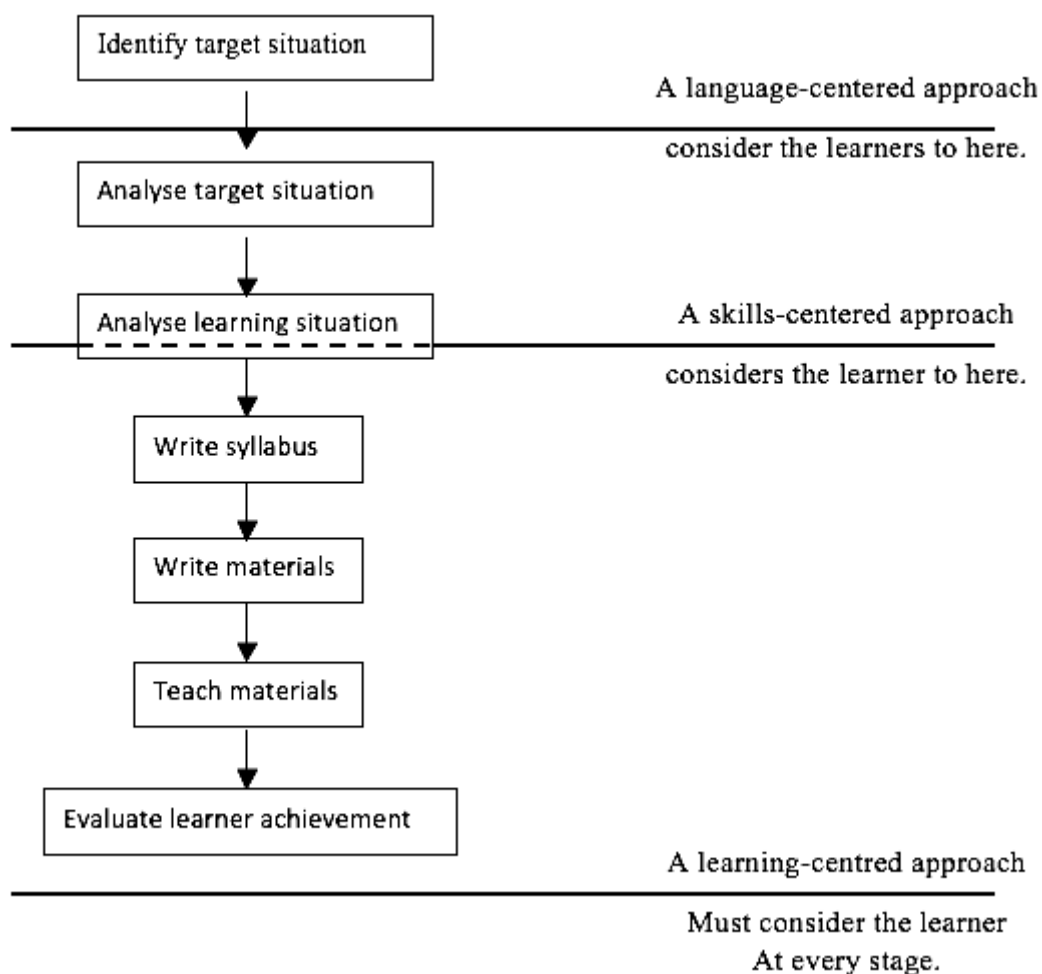 Identify target situation
A language-centered approach
consider the learners to here.
Analyse target situation
Analyse learning situation
A skills-centered approach
considers the learner to here.
Write syllabus
Write materials
Teach materials
Evaluate learner achievement
A learning-centred approach
Must consider the learner
At every stage.